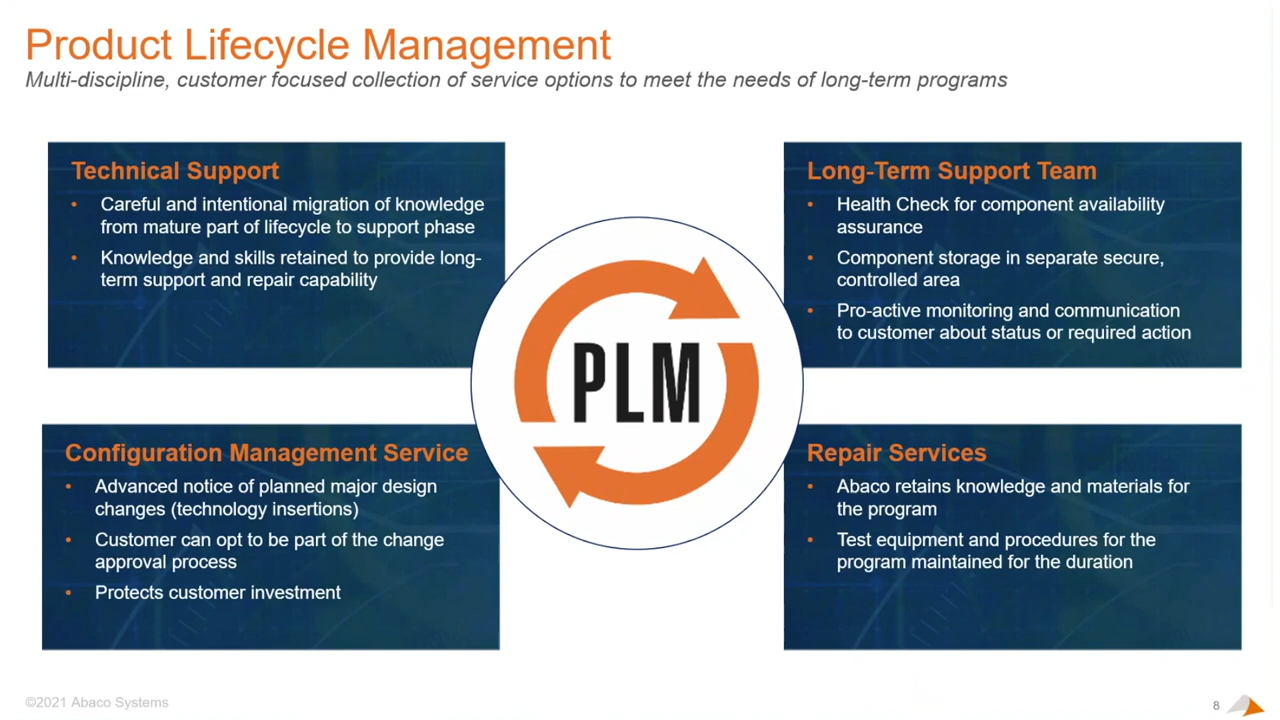 Product Lifecycle Management
Multi-discipline, customer focused collection of service options to meet the needs of long-term programs
Technical Support
• Careful and intentional migration of knowledge
from mature part of lifecycle to support phase
• Knowledge and skills retained to provide long-
term support and repair capability
Long-Term Support Team
• Health Check for component availability
assurance
• Component storage in separate secure,
controlled area
• Pro-active monitoring and communication
to customer about status or required action
PLM
Configuration Management Service
• Advanced notice of planned major design
changes (technology insertions)
• Customer can opt to be part of the change
approval process
• Protects customer investment
Repair Services
• Abaco retains knowledge and materials for
the program
• Test equipment and procedures for the
program maintained for the duration
©2021 Abaco Systems
8